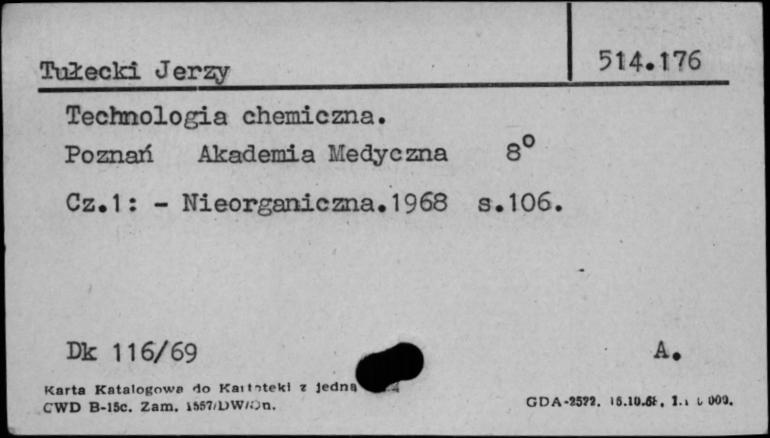 Tułecki Jerzy 514.176
Technologia chemiczna.
Poznań Akademia Medyczna 8°
Cz.1: - Nieorganiczna.1968 s.106.
Dk 116/69 A.
Karta Katalogowa do Kartoteki z jedną
CWD B-15c. Zam. GDA-2522.